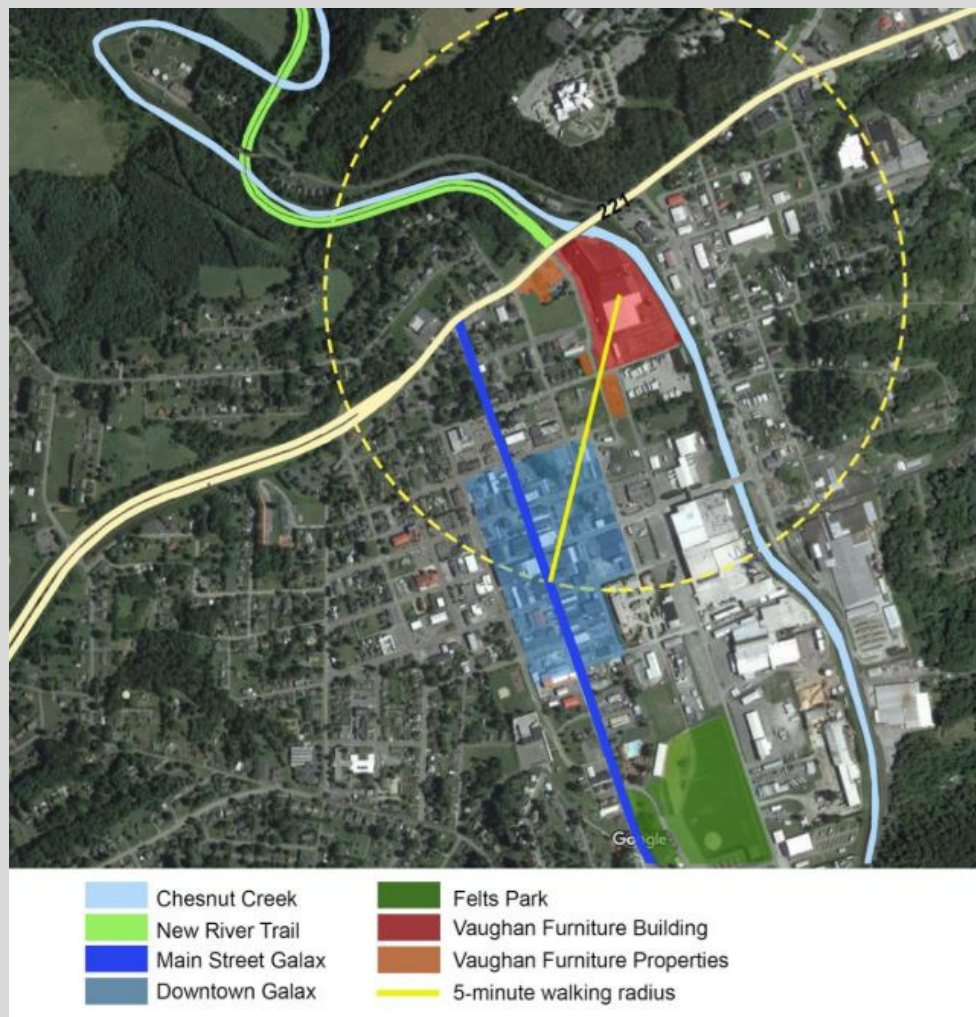 221
Google
Chesnut Creek
New River Trail
Main Street Galax
Downtown Galax
Felts Park
Vaughan Furniture Building
Vaughan Furniture Properties
5-minute walking radius